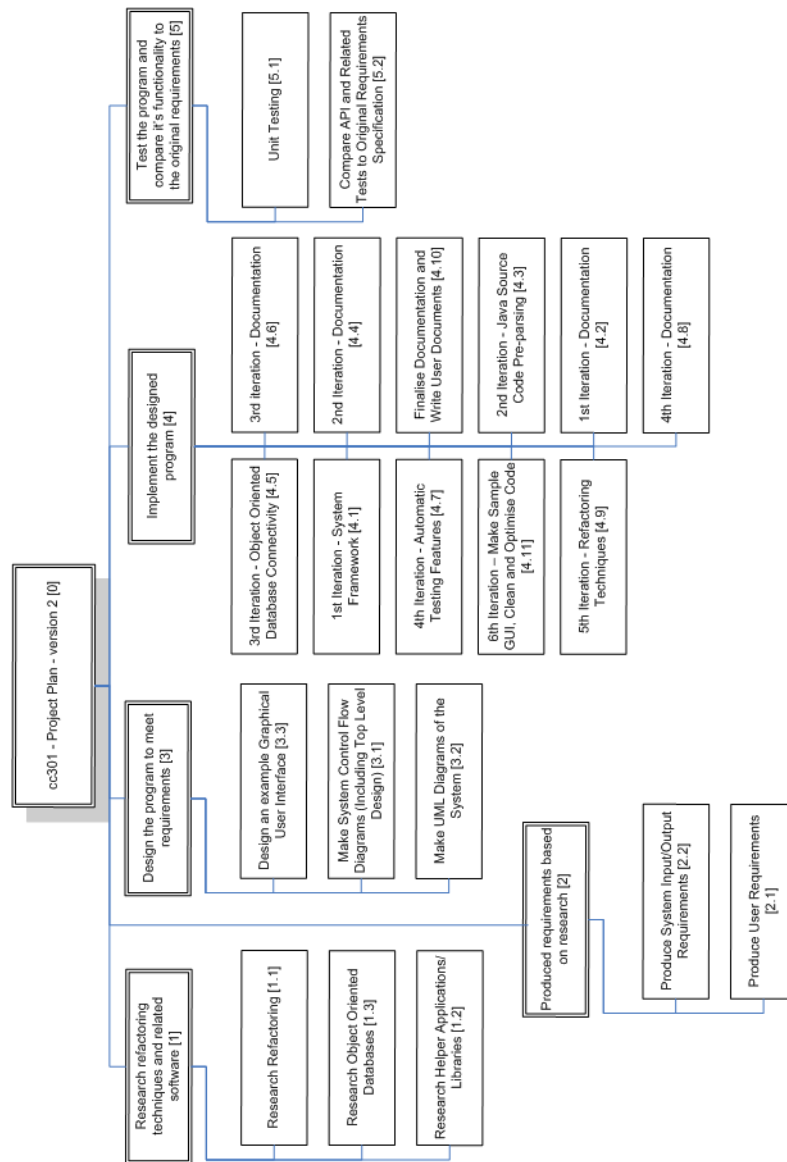 cc301 - Project Plan - version 2 [0]
Research refactoring
techniques and related
software [1]
Research Refactoring [1.1]
Research Object Oriented
Databases [1.3]
Research Helper Applications/
Libraries [1.2]
Produced requirements based
on research [2]
Produce System Input/Output
Requirements [2.2]
Produce User Requirements
[2.1]
Design the program to meet
requirements [3]
Design an example Graphical
User Interface [3.3]
Make System Control Flow
Diagrams (Including Top Level
Design) [3.1]
Make UML Diagrams of the
System [3.2]
Implement the designed
program [4]
3rd Iteration - Object Oriented
Database Connectivity [4.5]
3rd iteration - Documentation
[4.6]
1st Iteration - System
Framework [4.1]
2nd Iteration - Documentation
[4.4]
4th Iteration - Automatic
Testing Features [4.7]
Finalise Documentation and
Write User Documents [4.10]
6th Iteration – Make Sample
GUI, Clean and Optimise Code
[4.11]
2nd Iteration - Java Source
Code Pre-parsing [4.3]
5th Iteration - Refactoring
Techniques [4.9]
1st Iteration - Documentation
[4.2]
4th Iteration - Documentation
[4.8]
Test the program and
compare it's functionality to
the original requirements [5]
Unit Testing [5.1]
Compare API and Related
Tests to Original Requirements
Specification [5.2]